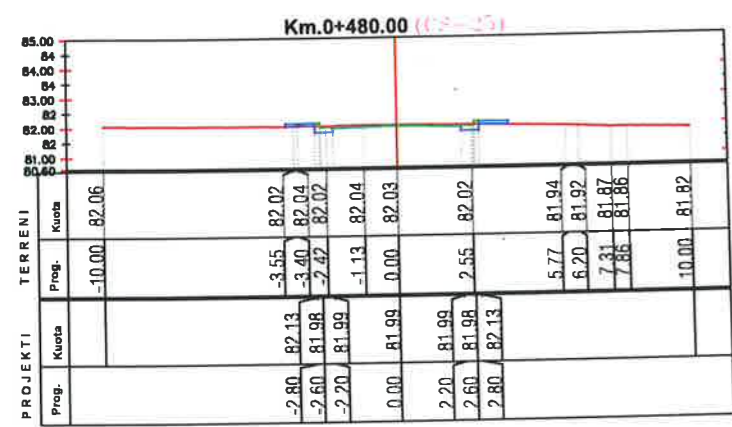 Km.0+480.00 (CS-25)
85.00
84
84.00
84
83.00
82
82.00
82
81.00
80.60
TERRENI
Kuota 82.06 82.02 82.04 82.02 82.04 82.03 82.02 81.94 81.92 81.87 81.86 81.82
Prog. -10.00 -3.55 -3.40 -2.42 -1.13 0.00 2.55 5.77 6.20 7.31 7.86 10.00
PROJEKTI
Kuota 82.13 81.98 81.99 81.99 81.99 81.98 82.13
Prog. -2.80 -2.60 -2.20 0.00 2.20 2.60 2.80